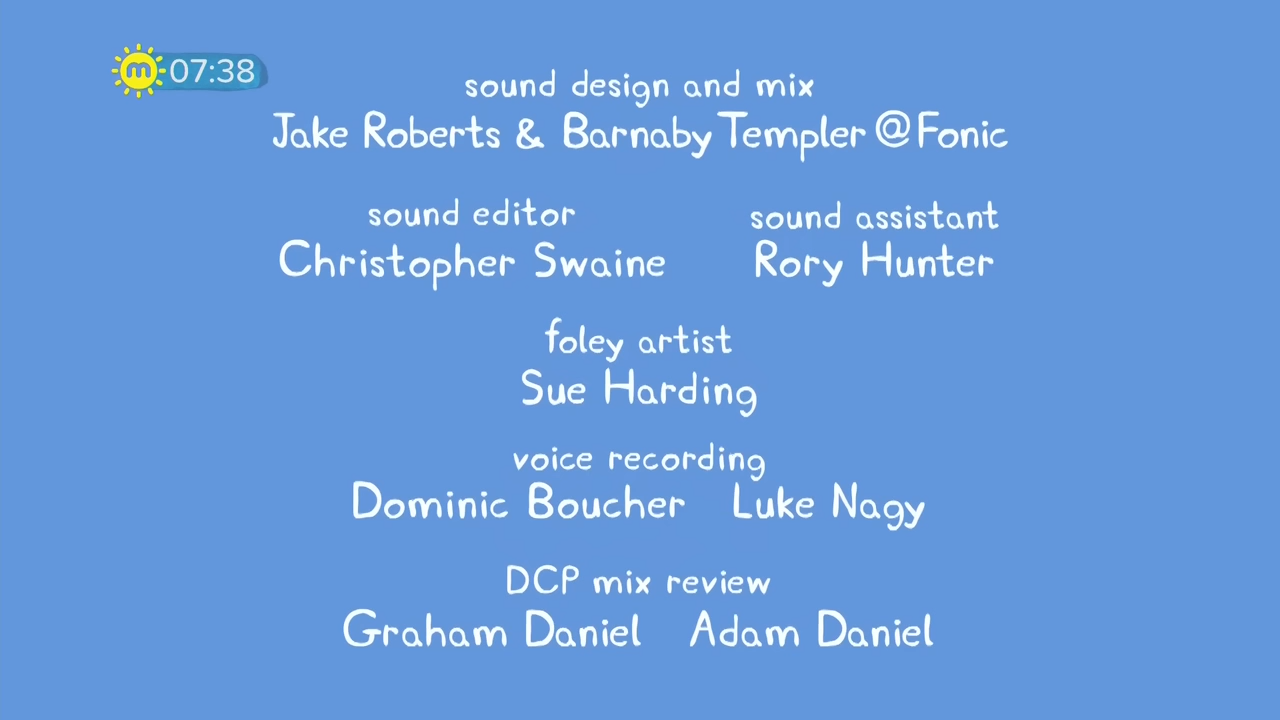 m 07:38
sound design and mix
Jake Roberts & Barnaby Templer @Fonic
sound editor
Christopher Swaine
sound assistant
Rory Hunter
foley artist
Sue Harding
voice recording
Dominic Boucher Luke Nagy
DCP mix review
Graham Daniel Adam Daniel